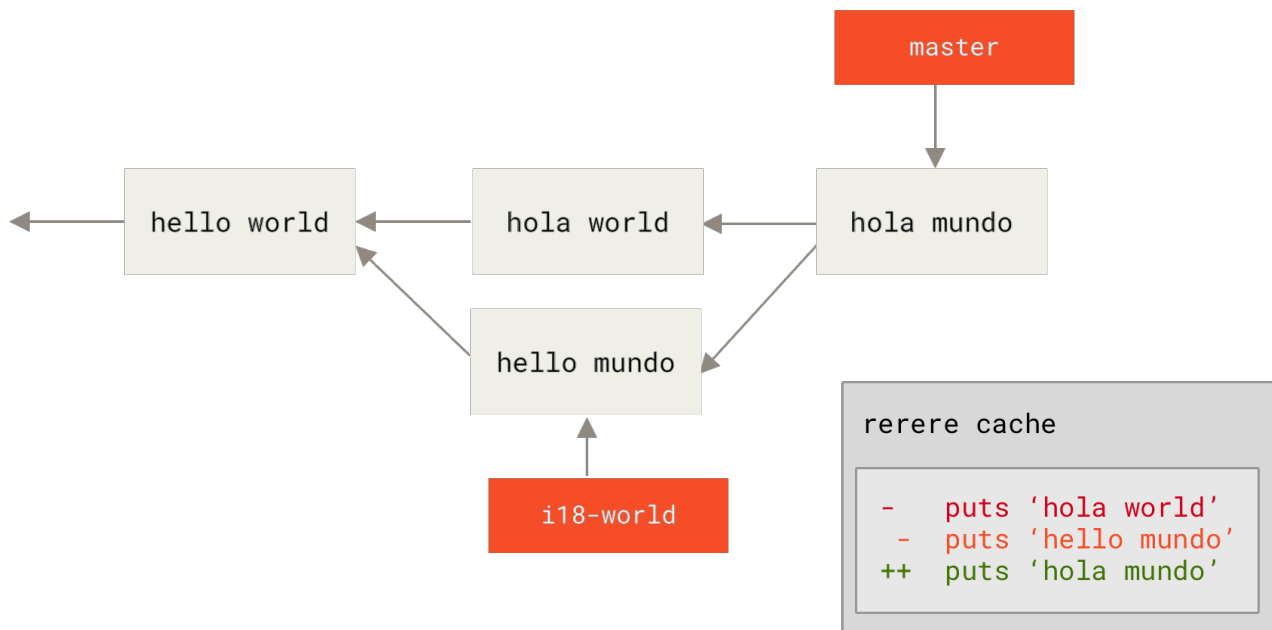 master
hello world
hola world
hola mundo
hello mundo
i18-world
rerere cache
-   puts ‘hola world’
 -  puts ‘hello mundo’
++  puts ‘hola mundo’